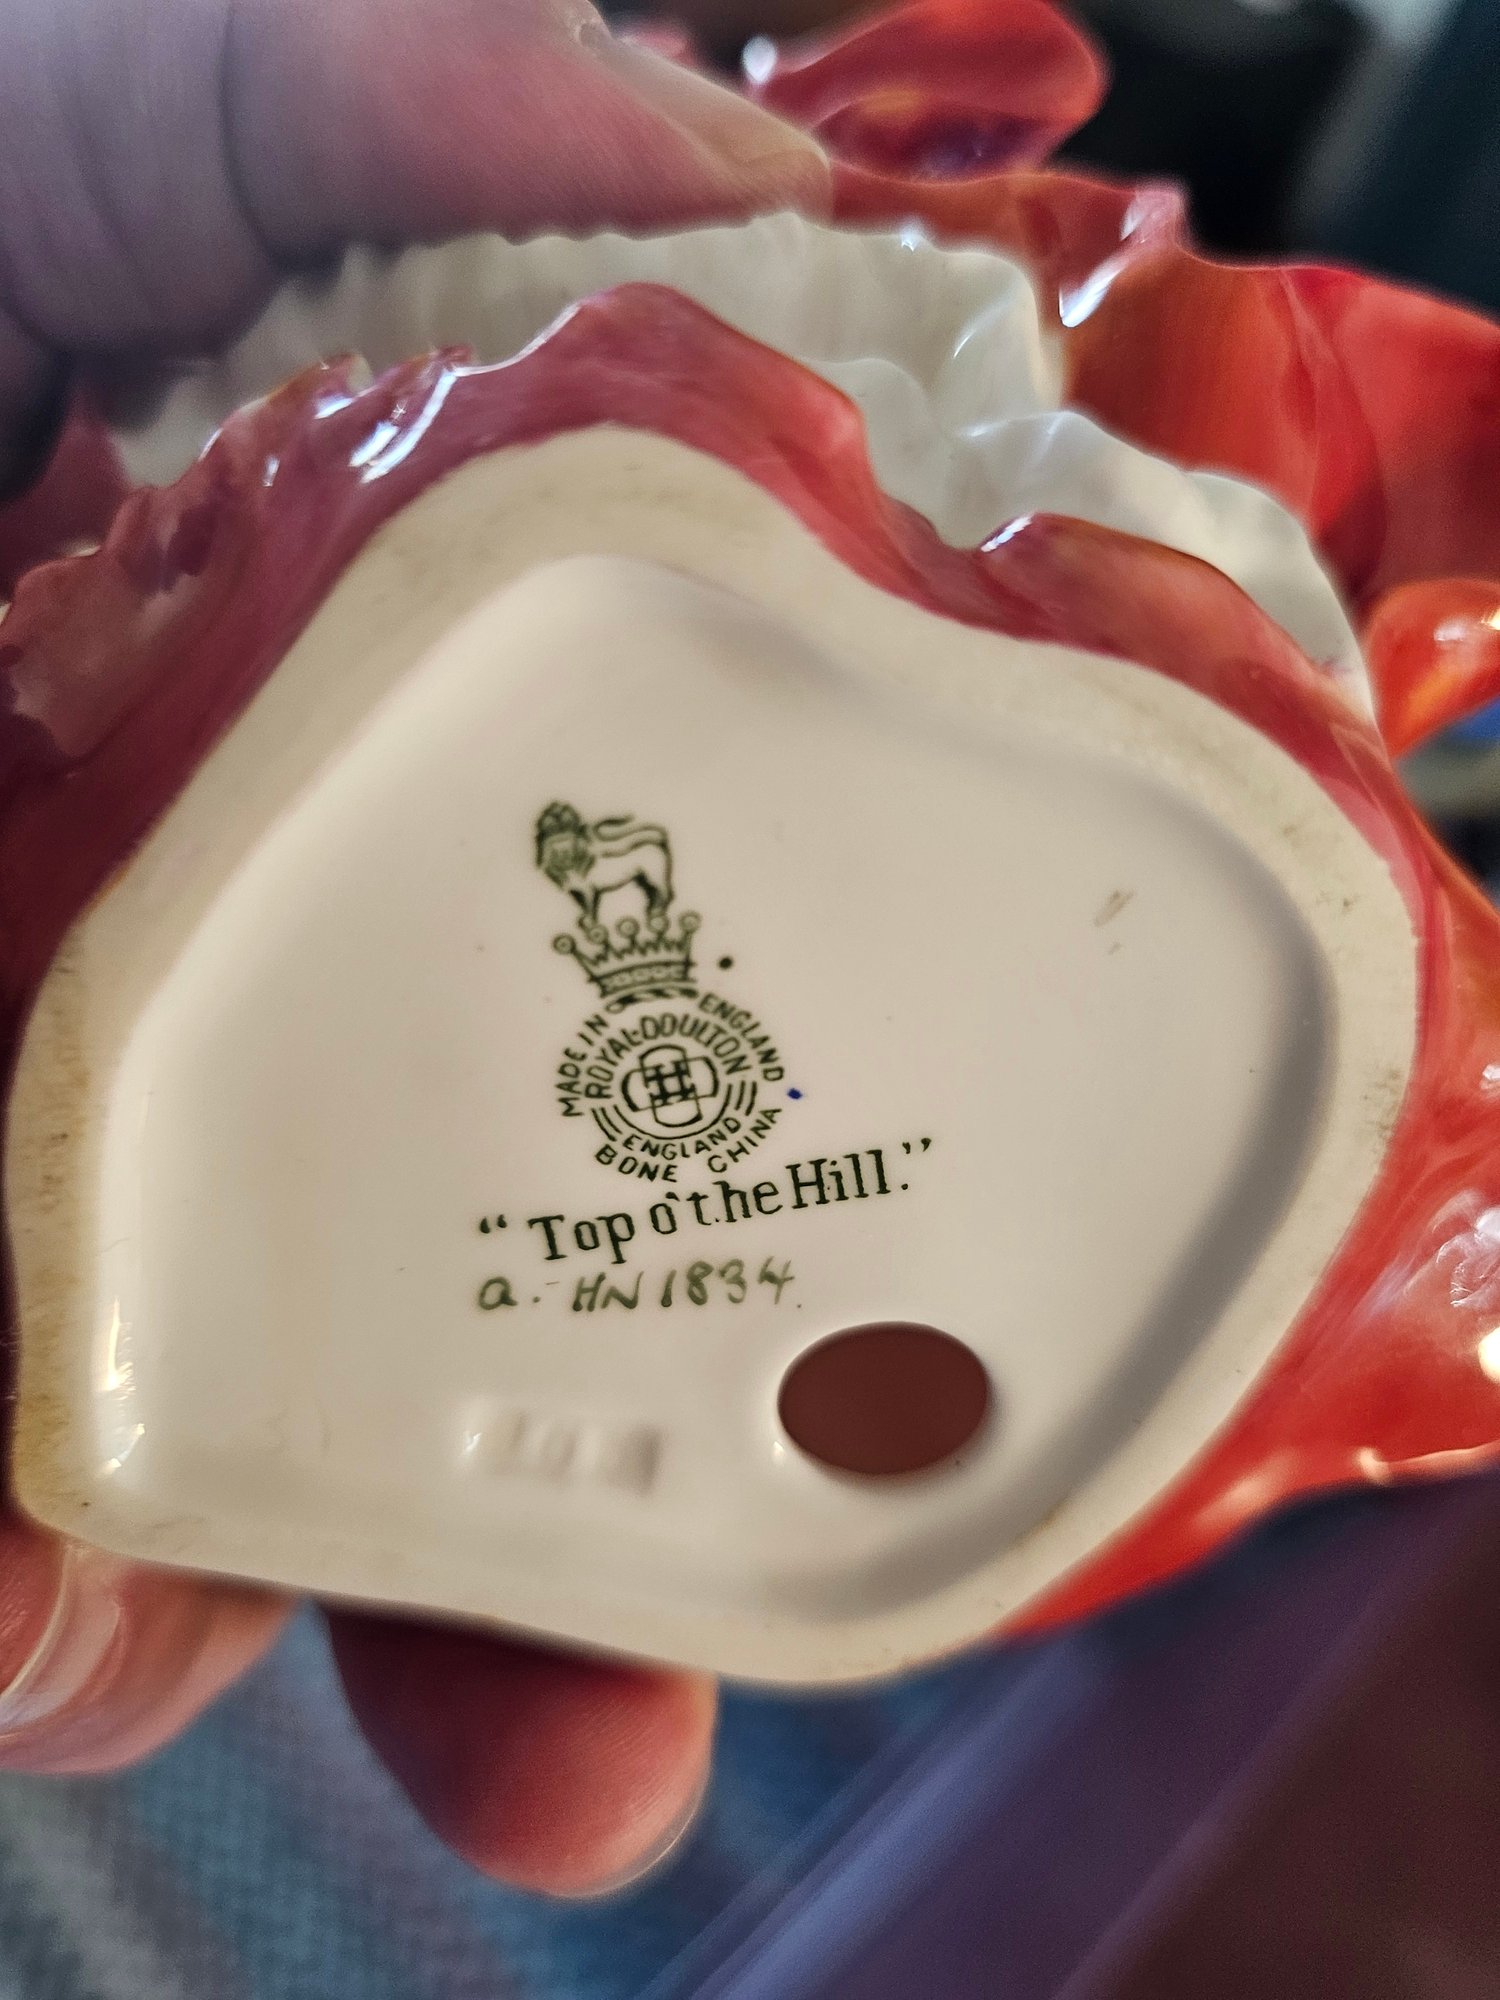 MADE IN ENGLAND
ROYAL·DOULTON
ENGLAND
BONE CHINA
“Top o' the Hill.”
a.- HN 1834.